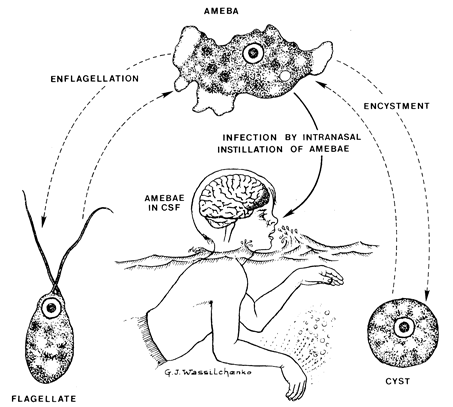 AMEBA
ENFLAGELLATION
ENCYSTMENT
INFECTION BY INTRANASAL
INSTILLATION OF AMEBAE
AMEBAE
IN CSF
G. J. Wassilchenko
CYST
FLAGELLATE